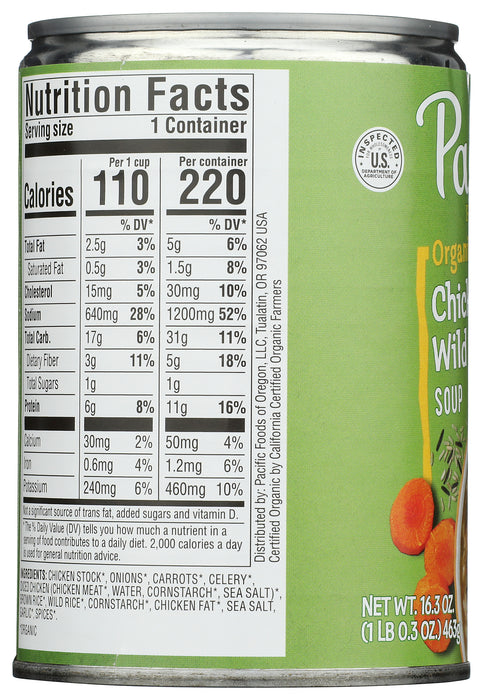 Nutrition Facts
Serving size 1 Container
Per 1 cup Per container
Calories 110 220
% DV* % DV*
Total Fat 2.5g 3% 5g 6%
Saturated Fat 0.5g 3% 1.5g 8%
Cholesterol 15mg 5% 30mg 10%
Sodium 640mg 28% 1200mg 52%
Total Carb. 17g 6% 31g 11%
Dietary Fiber 3g 11% 5g 18%
Total Sugars 1g 1g
Protein 6g 8% 11g 16%
Calcium 30mg 2% 50mg 4%
Iron 0.6mg 4% 1.2mg 6%
Potassium 240mg 6% 460mg 10%
Not a significant source of trans fat, added sugars and vitamin D.
*The % Daily Value (DV) tells you how much a nutrient in a
serving of food contributes to a daily diet. 2,000 calories a day
is used for general nutrition advice.
INGREDIENTS: CHICKEN STOCK*, ONIONS*, CARROTS*, CELERY*,
DICED CHICKEN (CHICKEN MEAT*, WATER, CORNSTARCH*, SEA SALT),
BROWN RICE*, WILD RICE*, CORNSTARCH*, CHICKEN FAT*, SEA SALT,
GARLIC*, SPICES*.
*ORGANIC
Distributed by: Pacific Foods of Oregon, LLC, Tualatin, OR 97062 USA
Certified Organic by California Certified Organic Farmers
INSPECTED
FOR WHOLESOMENESS BY
U.S.
DEPARTMENT OF
AGRICULTURE
Pa
Organ
Chic
Wild
SOUP
NET WT. 16.3 OZ.
(1 LB 0.3 OZ.) 463g